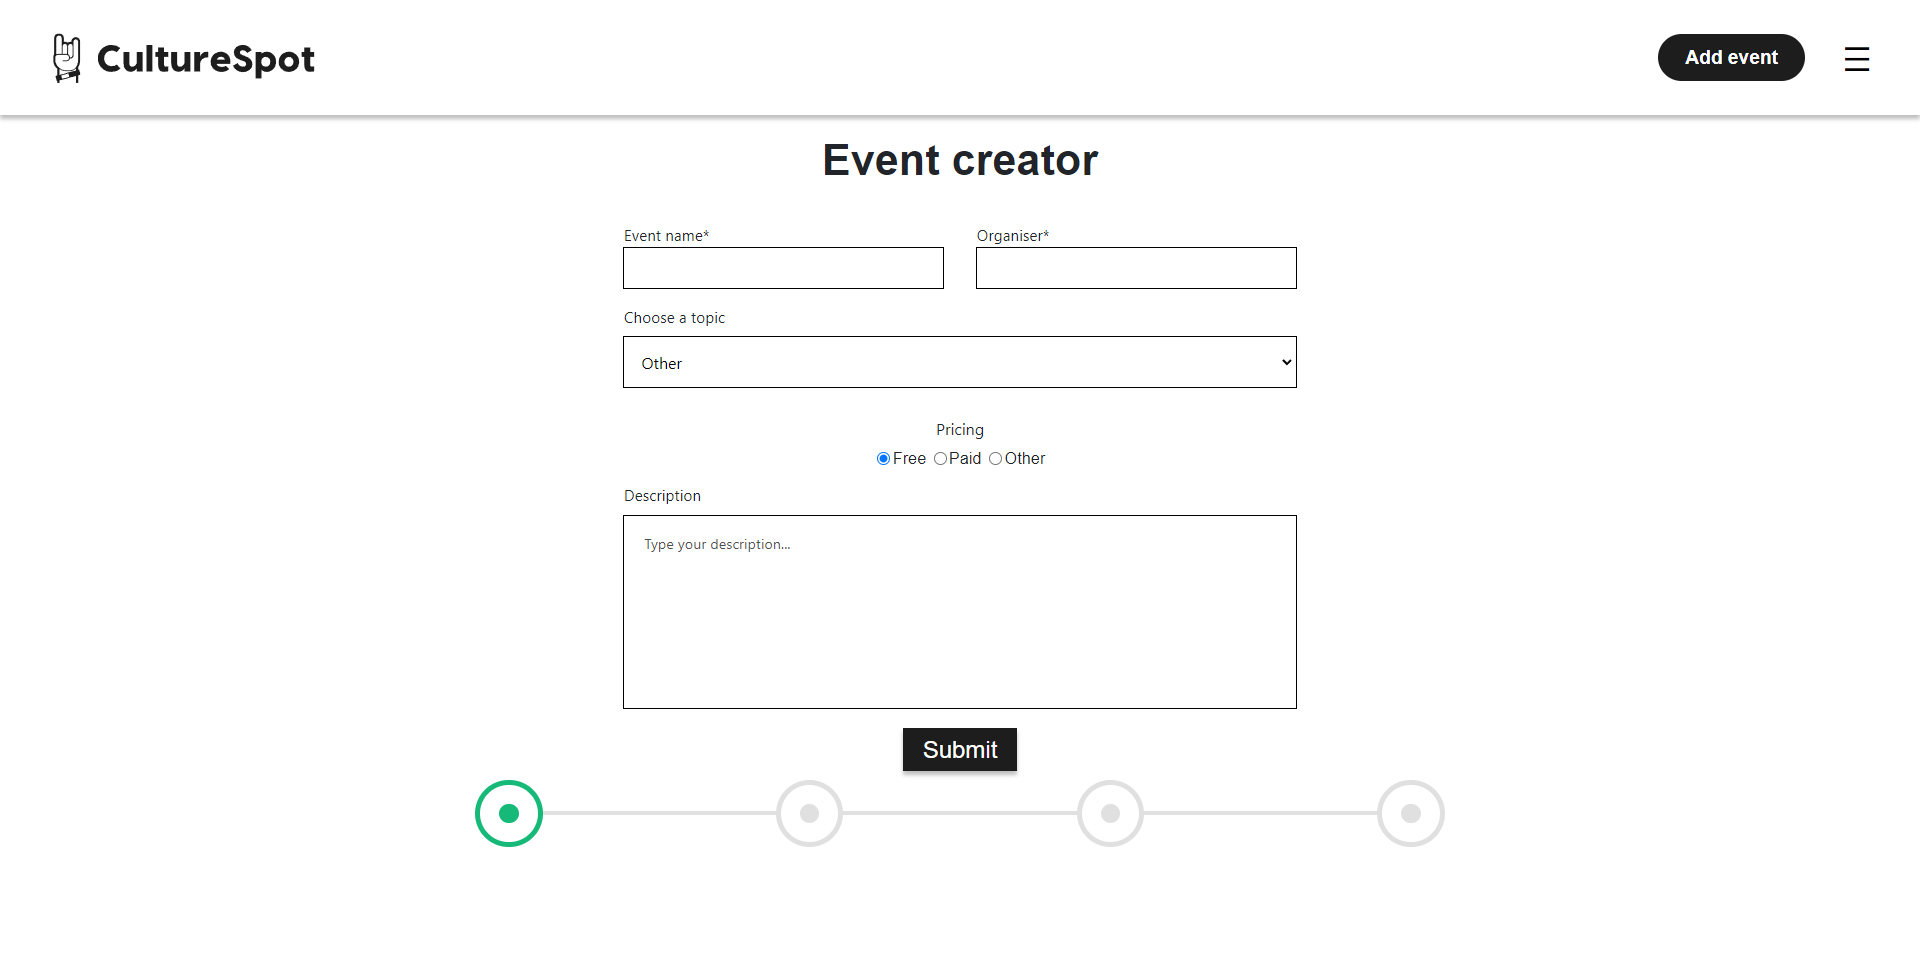 CultureSpot
Add event
Event creator
Event name* Organiser*
Choose a topic
Other
Pricing
Free Paid Other
Description
Type your description...
Submit